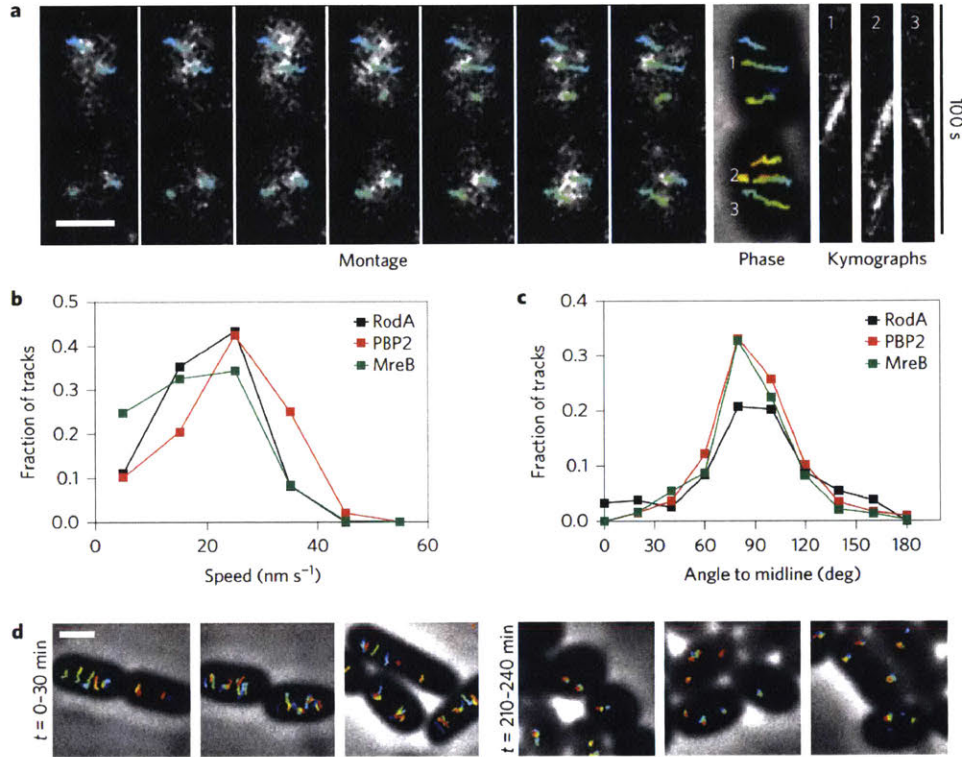 a
1
2
3
1
2
3
100 s
Montage
Phase
Kymographs
b
0.5
0.4
0.3
0.2
0.1
0.0
0
20
40
60
Fraction of tracks
Speed (nm s⁻¹)
RodA
PBP2
MreB
c
0.4
0.3
0.2
0.1
0.0
0
30
60
90
120
150
180
Fraction of tracks
Angle to midline (deg)
RodA
PBP2
MreB
d
t = 0–30 min
t = 210–240 min